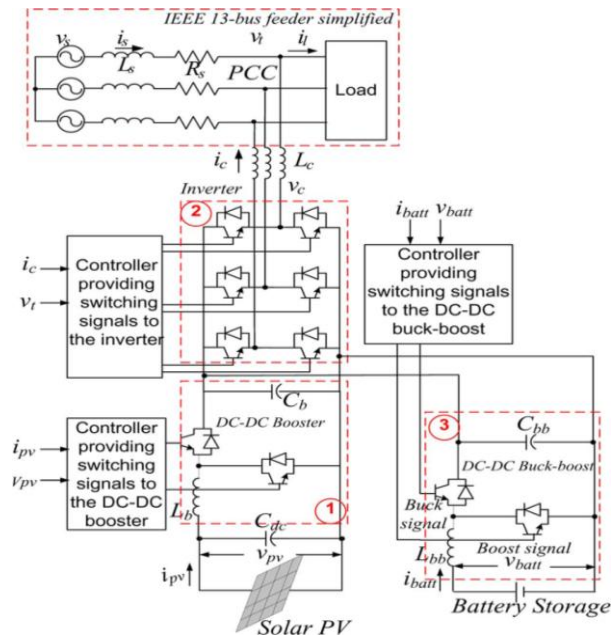 IEEE 13-bus feeder simplified
vs is vt il
Ls Rs PCC
Load
ic Lc
Inverter vc
2
ibatt vbatt
ic
vt
Controller
providing
switching
signals to
the inverter
Controller
providing
switching signals
to the DC-DC
buck-boost
Cb
DC-DC Booster
ipv
Vpv
Controller
providing
switching
signals to
the DC-DC
booster
Lb
1
Cdc
vpv
ipv
Solar PV
3
Cbb
DC-DC Buck-boost
Buck
signal
Boost signal
Lbb
vbatt
ibatt
Battery Storage